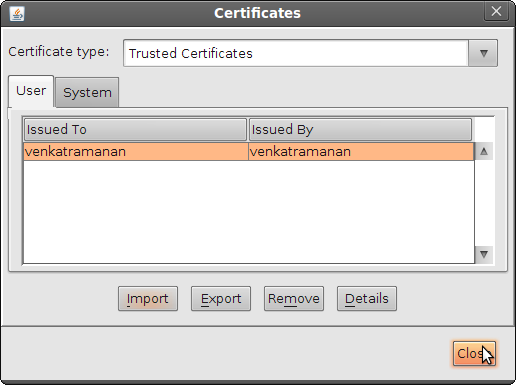 Certificates
Certificate type: Trusted Certificates
User System
Issued To Issued By
venkatramanan venkatramanan
Import Export Remove Details
Clos